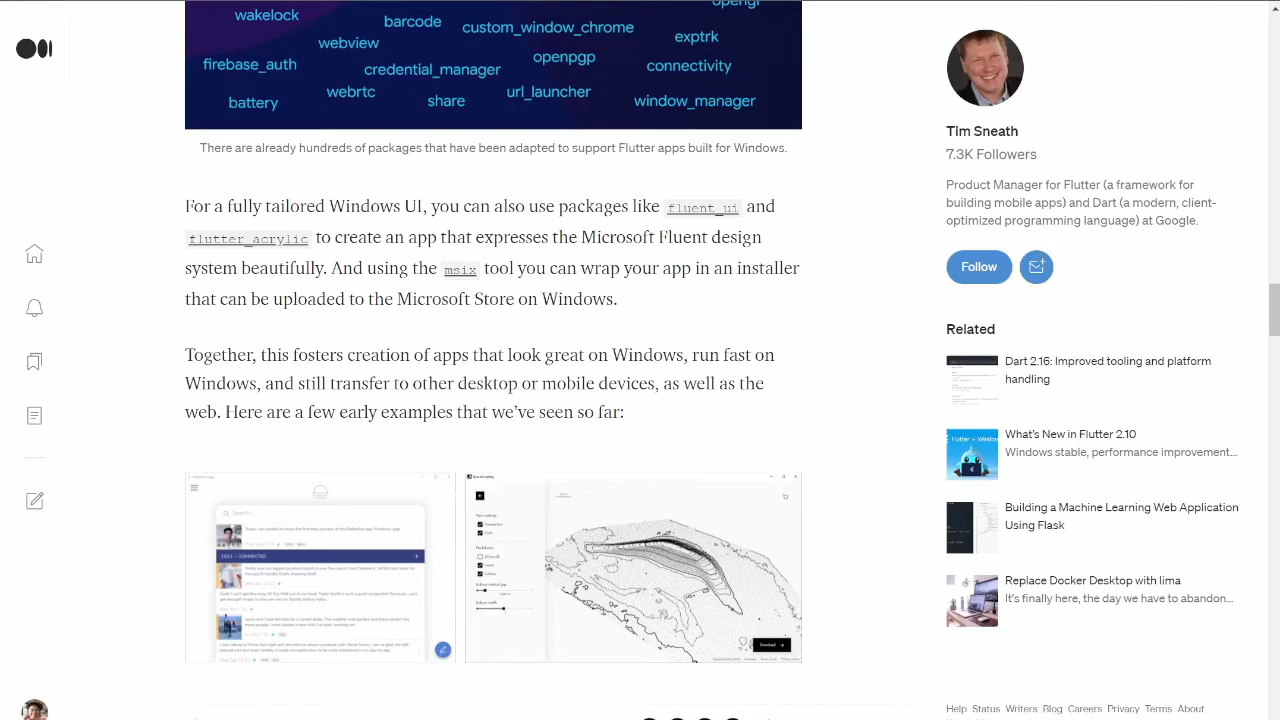 wakelock
barcode
custom_window_chrome
webview
exptrk
firebase_auth
openpgp
credential_manager
connectivity
webrtc
url_launcher
battery
share
window_manager
There are already hundreds of packages that have been adapted to support Flutter apps built for Windows.
For a fully tailored Windows UI, you can also use packages like fluent_ui and
flutter_acrylic to create an app that expresses the Microsoft Fluent design
system beautifully. And using the msix tool you can wrap your app in an installer
that can be uploaded to the Microsoft Store on Windows.
Together, this fosters creation of apps that look great on Windows, run fast on
Windows, and still transfer to other desktop or mobile devices, as well as the
web. Here are a few early examples that we've seen so far:
Search...
Download
Tim Sneath
7.3K Followers
Product Manager for Flutter (a framework for
building mobile apps) and Dart (a modern, client-
optimized programming language) at Google.
Follow
Related
Dart 2.16: Improved tooling and platform
handling
What's New in Flutter 2.10
Windows stable, performance improvement...
Building a Machine Learning Web Application
Using Flask
Replace Docker Desktop with lima
It's finally here, the day we have to abandon...
Help Status Writers Blog Careers Privacy Terms About